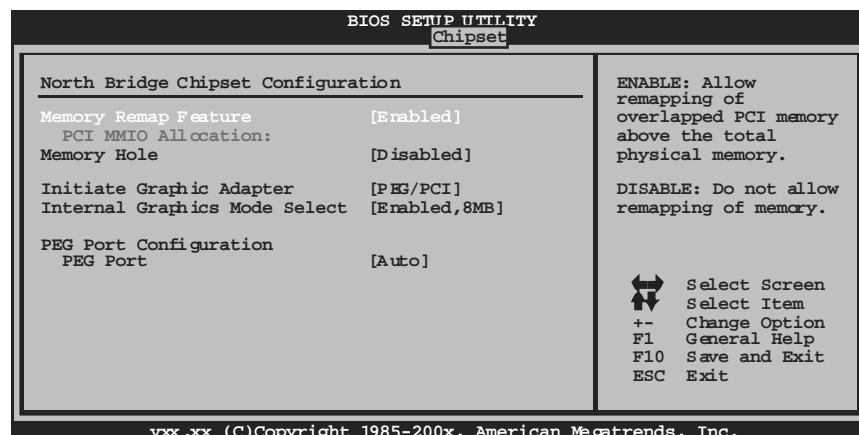 BIOS SETUP UTILITY
Chipset
North Bridge Chipset Configuration
Memory Remap Feature [Enabled]
PCI MMIO Allocation:
Memory Hole [Disabled]
Initiate Graphic Adapter [PEG/PCI]
Internal Graphics Mode Select [Enabled,8MB]
PEG Port Configuration
PEG Port [Auto]
ENABLE: Allow
remapping of
overlapped PCI memory
above the total
physical memory.
DISABLE: Do not allow
remapping of memory.
Select Screen
Select Item
+- Change Option
F1 General Help
F10 Save and Exit
ESC Exit
vxx.xx (C)Copyright 1985-200x, American Megatrends, Inc.